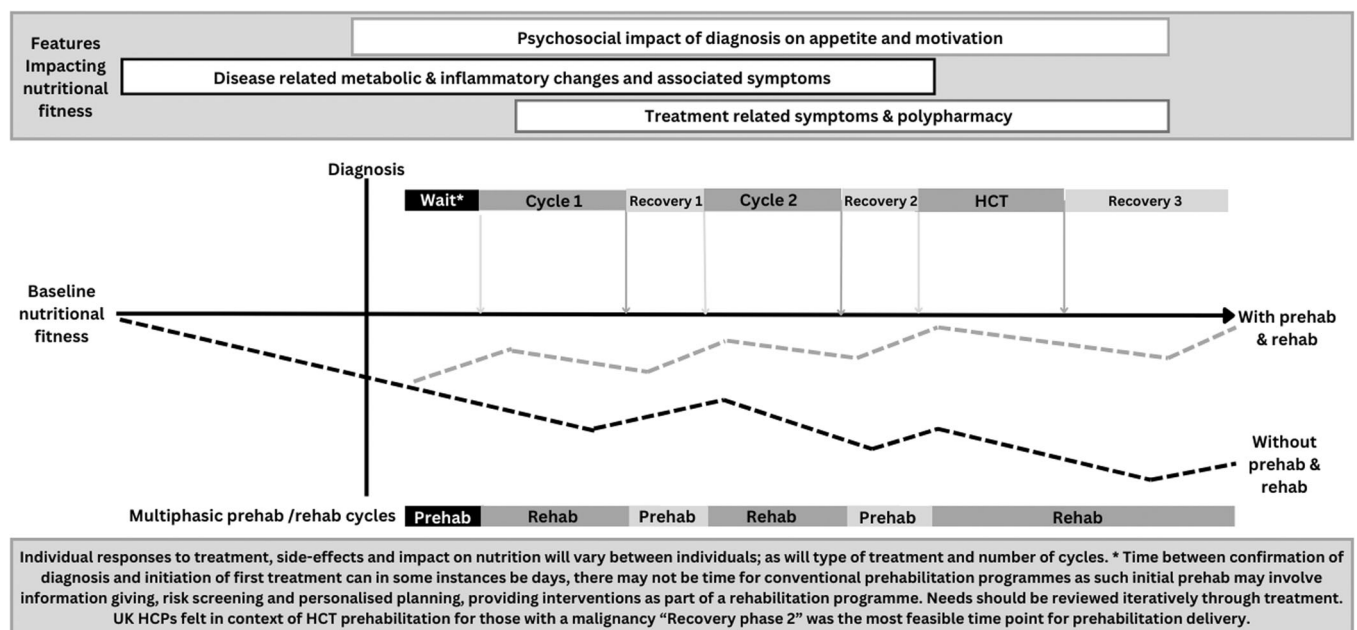 Features
Impacting
nutritional
fitness
Psychosocial impact of diagnosis on appetite and motivation
Disease related metabolic & inflammatory changes and associated symptoms
Treatment related symptoms & polypharmacy
Diagnosis
Wait*
Cycle 1
Recovery 1
Cycle 2
Recovery 2
HCT
Recovery 3
Baseline
nutritional
fitness
With prehab
& rehab
Without
prehab &
rehab
Multiphasic prehab /rehab cycles
Prehab
Rehab
Prehab
Rehab
Prehab
Rehab
Individual responses to treatment, side-effects and impact on nutrition will vary between individuals; as will type of treatment and number of cycles. * Time between confirmation of
diagnosis and initiation of first treatment can in some instances be days, there may not be time for conventional prehabilitation programmes as such initial prehab may involve
information giving, risk screening and personalised planning, providing interventions as part of a rehabilitation programme. Needs should be reviewed iteratively through treatment.
UK HCPs felt in context of HCT prehabilitation for those with a malignancy “Recovery phase 2” was the most feasible time point for prehabilitation delivery.